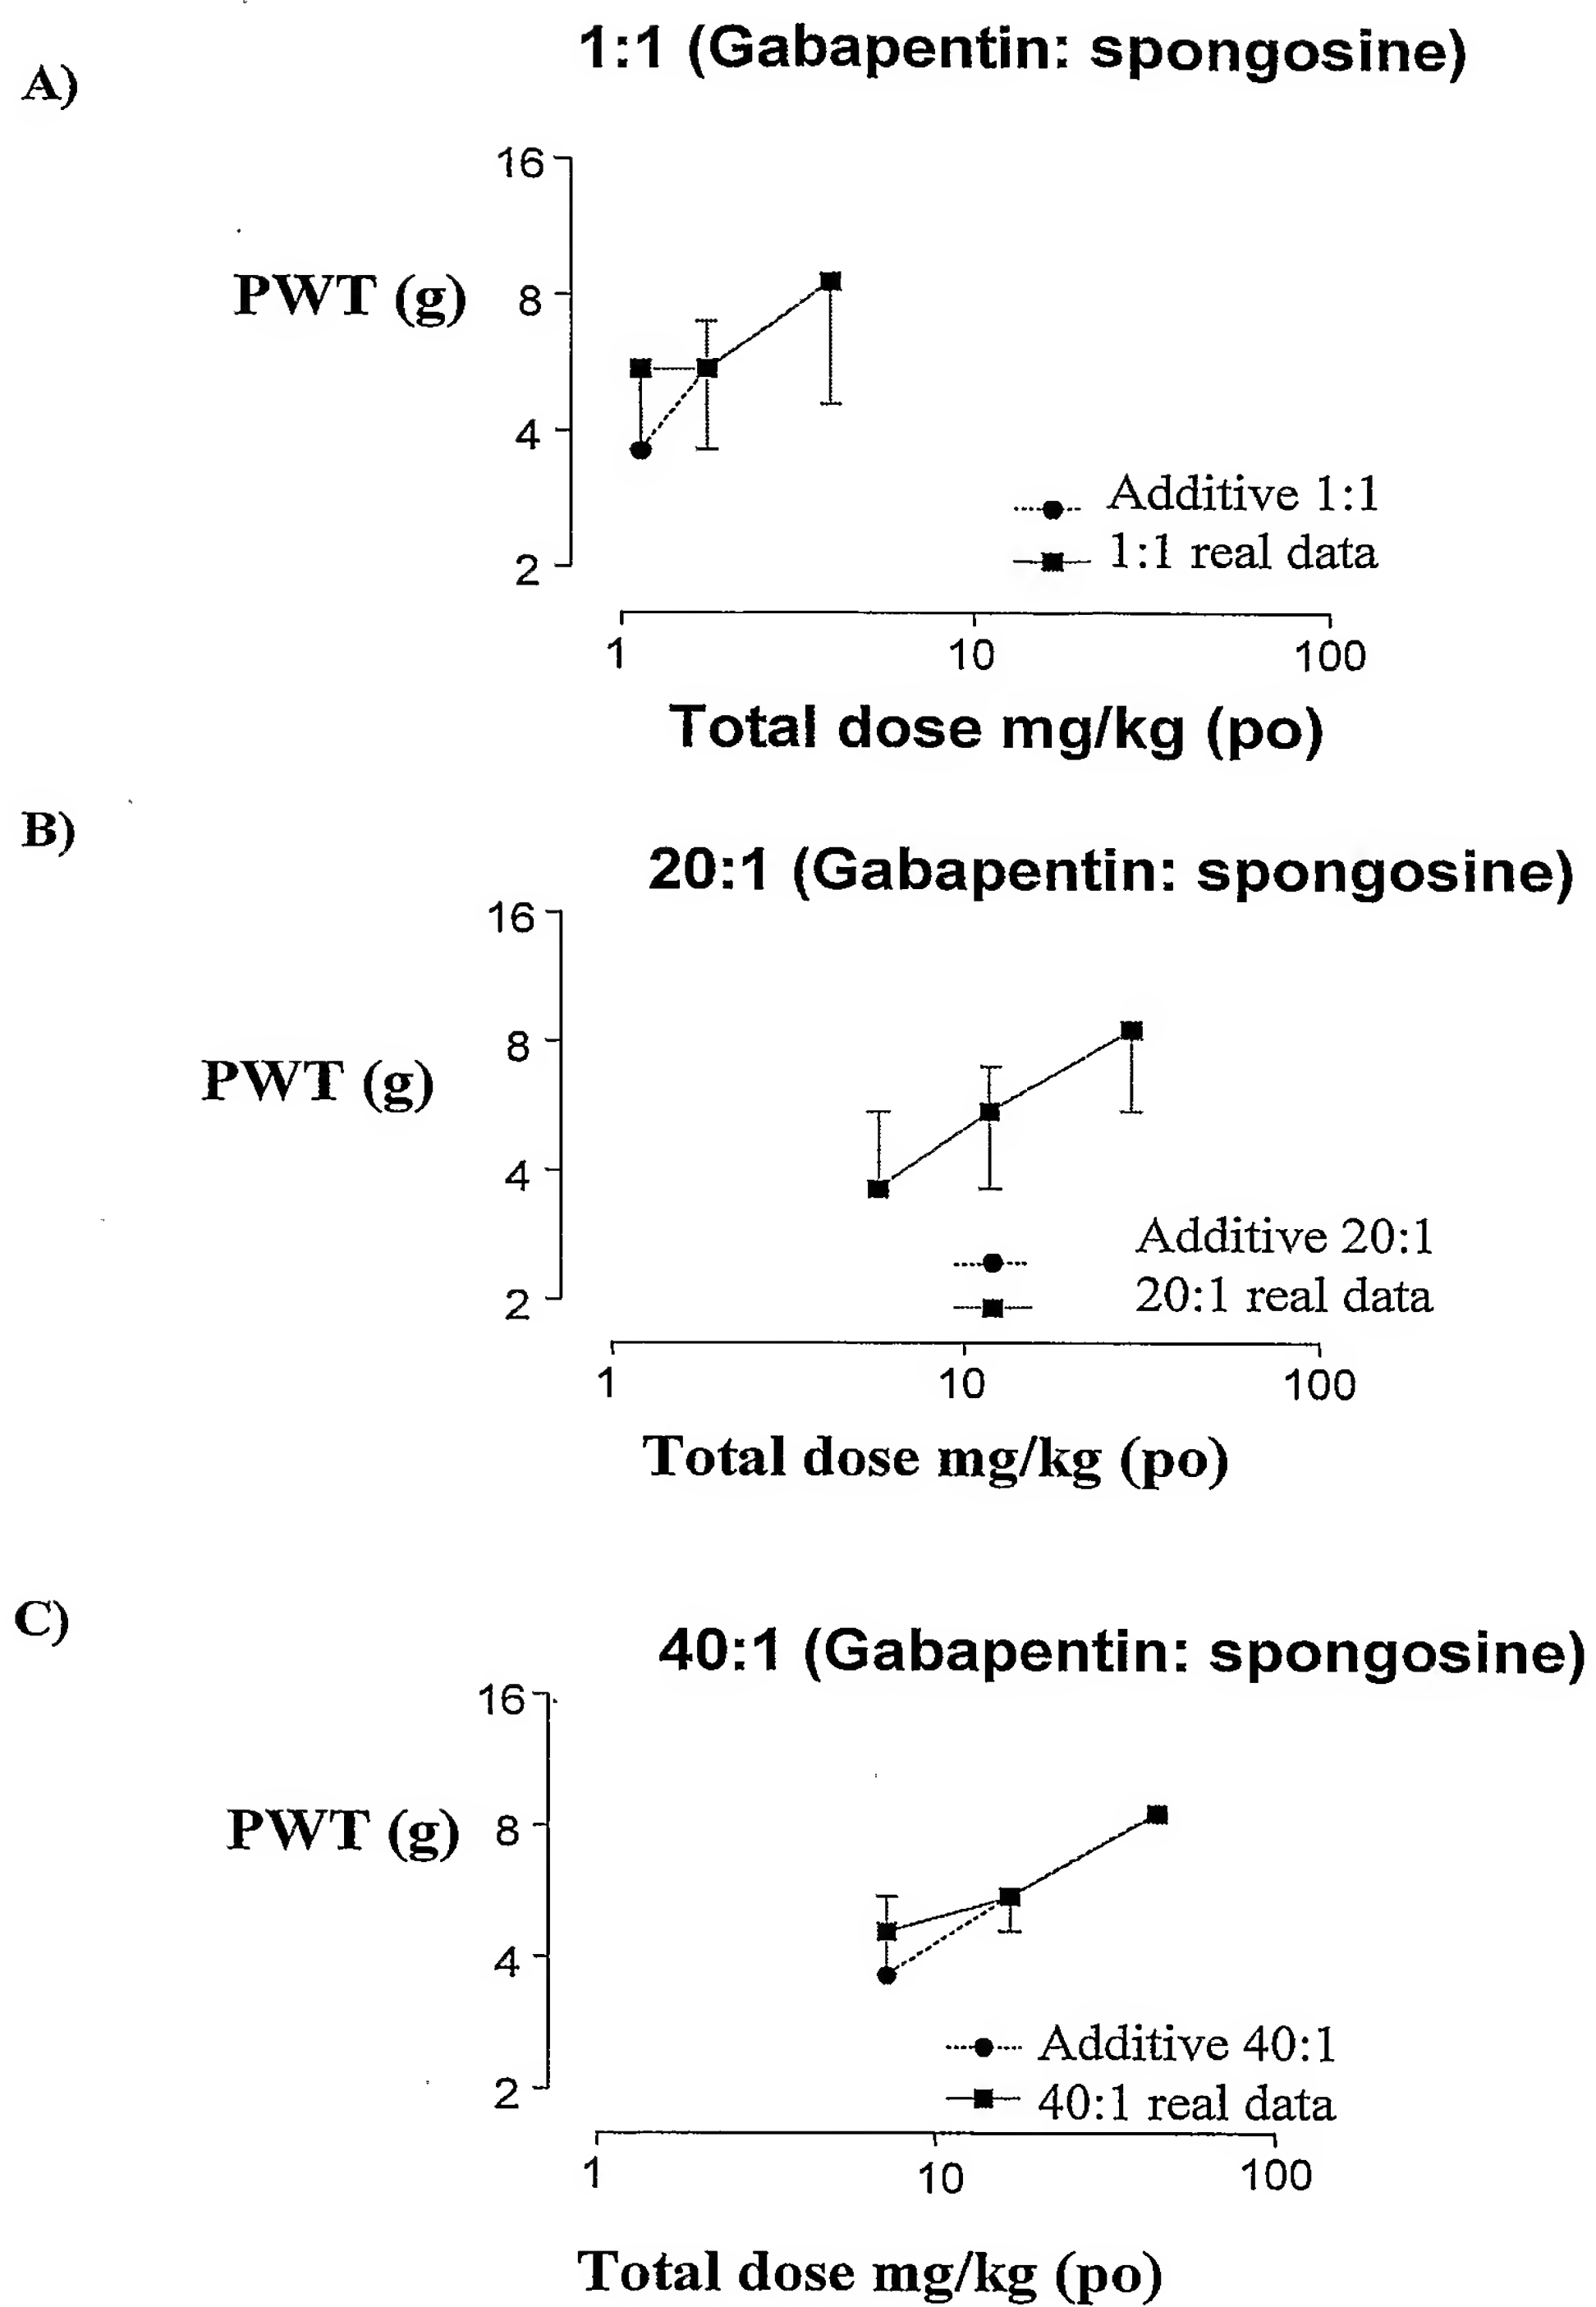 A)
1:1 (Gabapentin: spongosine)
16
PWT (g)
8
4
2
Additive 1:1
1:1 real data
1
10
100
Total dose mg/kg (po)
B)
20:1 (Gabapentin: spongosine)
16
8
PWT (g)
4
2
Additive 20:1
20:1 real data
1
10
100
Total dose mg/kg (po)
C)
40:1 (Gabapentin: spongosine)
16
PWT (g)
8
4
2
Additive 40:1
40:1 real data
1
10
100
Total dose mg/kg (po)